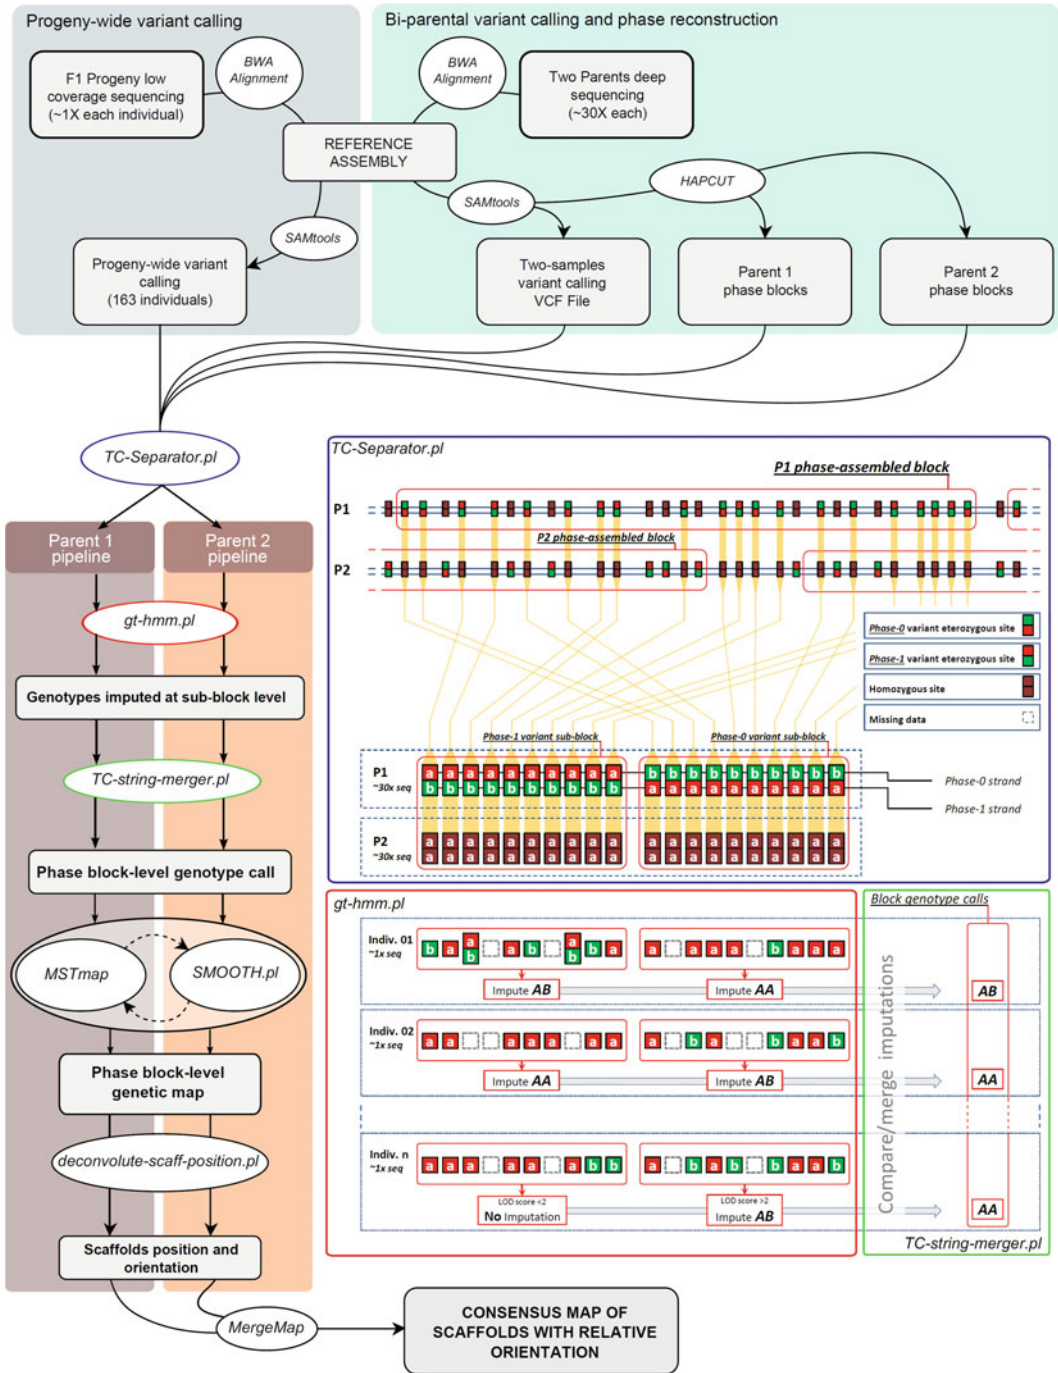 Progeny-wide variant calling
Bi-parental variant calling and phase reconstruction
F1 Progeny low
coverage sequencing
(~1X each individual)
BWA
Alignment
BWA
Alignment
Two Parents deep
sequencing
(~30X each)
REFERENCE
ASSEMBLY
SAMtools
SAMtools
HAPCUT
Progeny-wide variant
calling
(163 individuals)
Two-samples
variant calling
VCF File
Parent 1
phase blocks
Parent 2
phase blocks
TC-Separator.pl
Parent 1
pipeline
Parent 2
pipeline
gt-hmm.pl
Genotypes imputed at sub-block level
TC-string-merger.pl
Phase block-level genotype call
MSTmap
SMOOTH.pl
Phase block-level
genetic map
deconvolute-scaff-position.pl
Scaffolds position and
orientation
MergeMap
CONSENSUS MAP OF
SCAFFOLDS WITH RELATIVE
ORIENTATION
TC-Separator.pl
P1 phase-assembled block
P1
P2 phase-assembled block
P2
Phase-0 variant eterozygous site
Phase-1 variant eterozygous site
Homozygous site
Missing data
Phase-1 variant sub-block
Phase-0 variant sub-block
P1
~30x seq
a a a a a a a a a a b b b b b b b b b b
b b b b b b b b b b a a a a a a a a a a
Phase-0 strand
Phase-1 strand
P2
~30x seq
a a a a a a a a a a a a a a a a a a a a
a a a a a a a a a a a a a a a a a a a a
gt-hmm.pl
Block genotype calls
Indiv. 01
~1x seq
b a a b a b a b b a
a a a a a a a a
Impute AB
Impute AA
AB
Indiv. 02
~1x seq
a a a a a a a
a b a b a a b
Impute AA
Impute AB
AA
Indiv. n
~1x seq
a a a a a a b b
a b a b b a a b
LOD score <2
No Imputation
LOD score >2
Impute AB
AA
Compare/merge imputations
TC-string-merger.pl